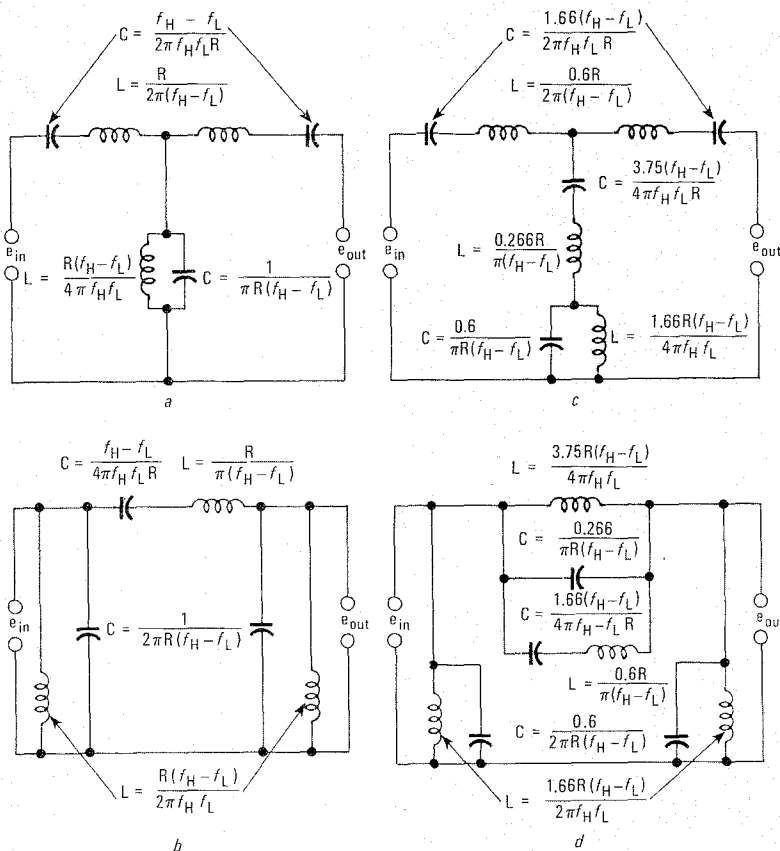 C = (f_H − f_L)/(2π f_H f_L R)
L = R/(2π(f_H−f_L))
e_in
L = R(f_H−f_L)/(4π f_H f_L)
C = 1/(πR(f_H − f_L))
e_out
a
C = 1.66(f_H−f_L)/(2πf_H f_L R)
L = 0.6R/(2π(f_H − f_L))
C = 3.75(f_H−f_L)/(4πf_H f_L R)
e_in
L = 0.266R/(π(f_H−f_L))
e_out
C = 0.6/(πR(f_H−f_L))
L = 1.66R(f_H−f_L)/(4πf_H f_L)
c
C = (f_H−f_L)/(4πf_H f_L R)
L = R/(π(f_H−f_L))
e_in
C = 1/(2πR(f_H−f_L))
e_out
L = R(f_H−f_L)/(2πf_H f_L)
b
L = 3.75R(f_H−f_L)/(4πf_H f_L)
C = 0.266/(πR(f_H−f_L))
e_in
C = 1.66(f_H−f_L)/(4πf_H−f_L R)
e_ou
L = 0.6R/(π(f_H−f_L))
C = 0.6/(2πR(f_H−f_L))
L = 1.66R(f_H−f_L)/(2πf_H f_L)
d